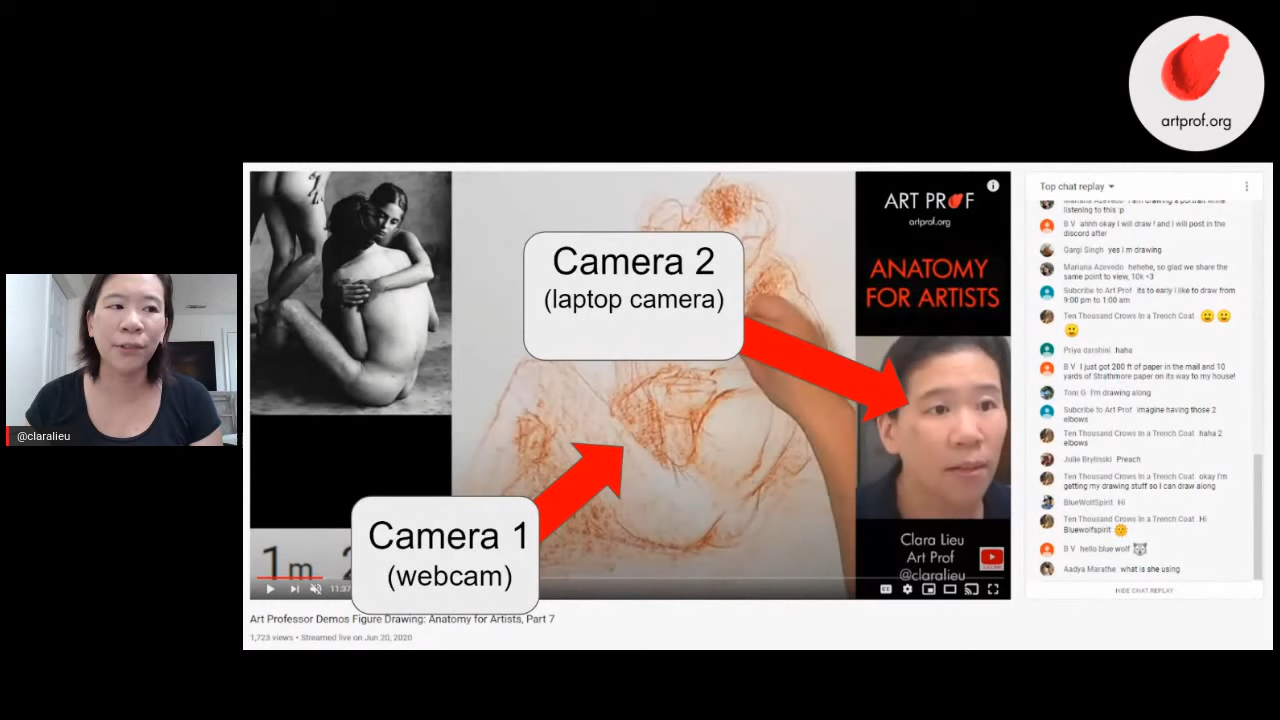 artprof.org
@claralieu
Camera 2
(laptop camera)
Camera 1
(webcam)
1m
11:37
ART PROF
artprof.org
ANATOMY
FOR ARTISTS
Clara Lieu
Art Prof
@claralieu
Art Professor Demos Figure Drawing: Anatomy for Artists, Part 7
1,723 views • Streamed live on Jun 20, 2020
Top chat replay
Mariana Azevedo I am drawing a portrait while
listening to this :p
B V ahhh okay I will draw ! and I will post in the
discord after
Gargi Singh yes I m drawing
Mariana Azevedo hehehe, so glad we share the
same point to view, 10k <3
Subcribe to Art Prof its to early i like to draw from
9:00 pm to 1:00 am
Ten Thousand Crows In a Trench Coat
Priya darshini haha
B V I just got 200 ft of paper in the mail and 10
yards of Strathmore paper on its way to my house!
Tom G I'm drawing along
Subcribe to Art Prof imagine having those 2
elbows
Ten Thousand Crows In a Trench Coat haha 2
elbows
Julie Brylinski Preach
Ten Thousand Crows In a Trench Coat okay I'm
getting my drawing stuff so I can draw along
BlueWolfSpirit Hi
Ten Thousand Crows In a Trench Coat Hi
Bluewolfspirit
B V hello blue wolf
Aadya Marathe what is she using
HIDE CHAT REPLAY